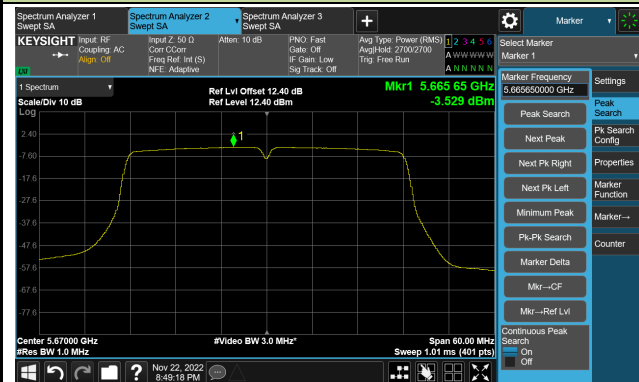 Spectrum Analyzer 1
Swept SA
Spectrum Analyzer 2
Swept SA
Spectrum Analyzer 3
Swept SA
Marker
KEYSIGHT
Input: RF
Coupling: AC
Align: Off
Input Z: 50 Ω
Corr CCorr
Freq Ref: Int (S)
NFE: Adaptive
Atten: 10 dB
PNO: Fast
Gate: Off
IF Gain: Low
Sig Track: Off
Avg Type: Power (RMS)
Avg|Hold: 2700/2700
Trig: Free Run
1 2 3 4 5 6
A W W W W W
A N N N N N
Select Marker
Marker 1
1 Spectrum
Scale/Div 10 dB
Log
Ref Lvl Offset 12.40 dB
Ref Level 12.40 dBm
Mkr1 5.665 65 GHz
-3.529 dBm
1
2.40
-7.60
-17.6
-27.6
-37.6
-47.6
-57.6
-67.6
-77.6
Center 5.67000 GHz
#Res BW 1.0 MHz
#Video BW 3.0 MHz*
Span 60.00 MHz
Sweep 1.01 ms (401 pts)
Marker Frequency
5.665650000 GHz
Peak Search
Next Peak
Next Pk Right
Next Pk Left
Minimum Peak
Pk-Pk Search
Marker Delta
Mkr→CF
Mkr→Ref Lvl
Continuous Peak
Search
On
Off
Settings
Peak
Search
Pk Search
Config
Properties
Marker
Function
Marker→
Counter
Nov 22, 2022
8:49:18 PM